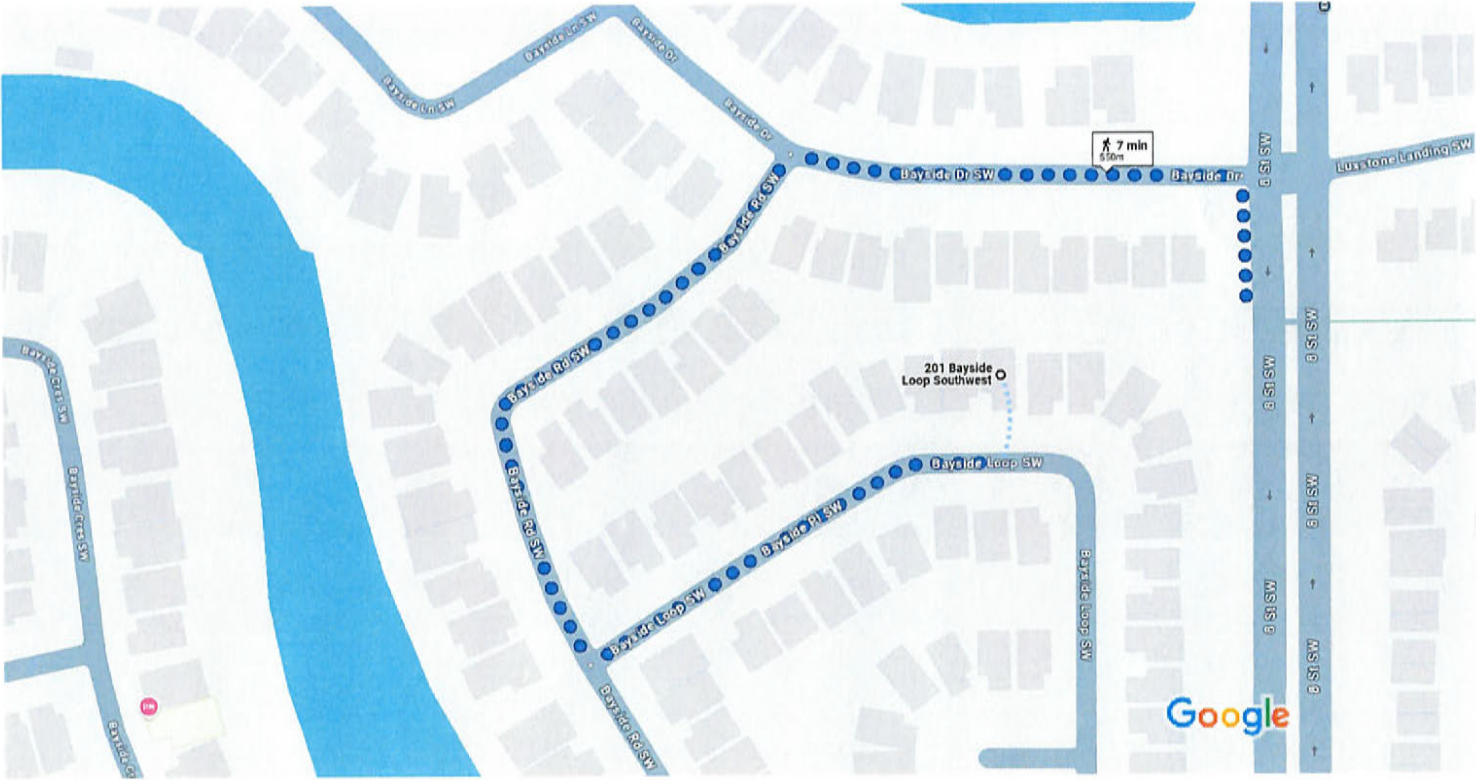 Bayside Ln SW
Bayside Dr
Bayside Ln SW
Bayside Dr
7 min
550m
8 St SW
Lusstone Landing SW
Bayside Dr SW
Bayside Dr
Bayside Rd SW
8 St SW
Bayside Cres SW
Bayside Rd SW
201 Bayside
Loop Southwest
8 St SW
Bayside Loop SW
Bayside Cres SW
Bayside Rd SW
Bayside Pl SW
8 St SW
Bayside Loop SW
Bayside Loop SW
8 St SW
8 St SW
Bayside Rd SW
Google